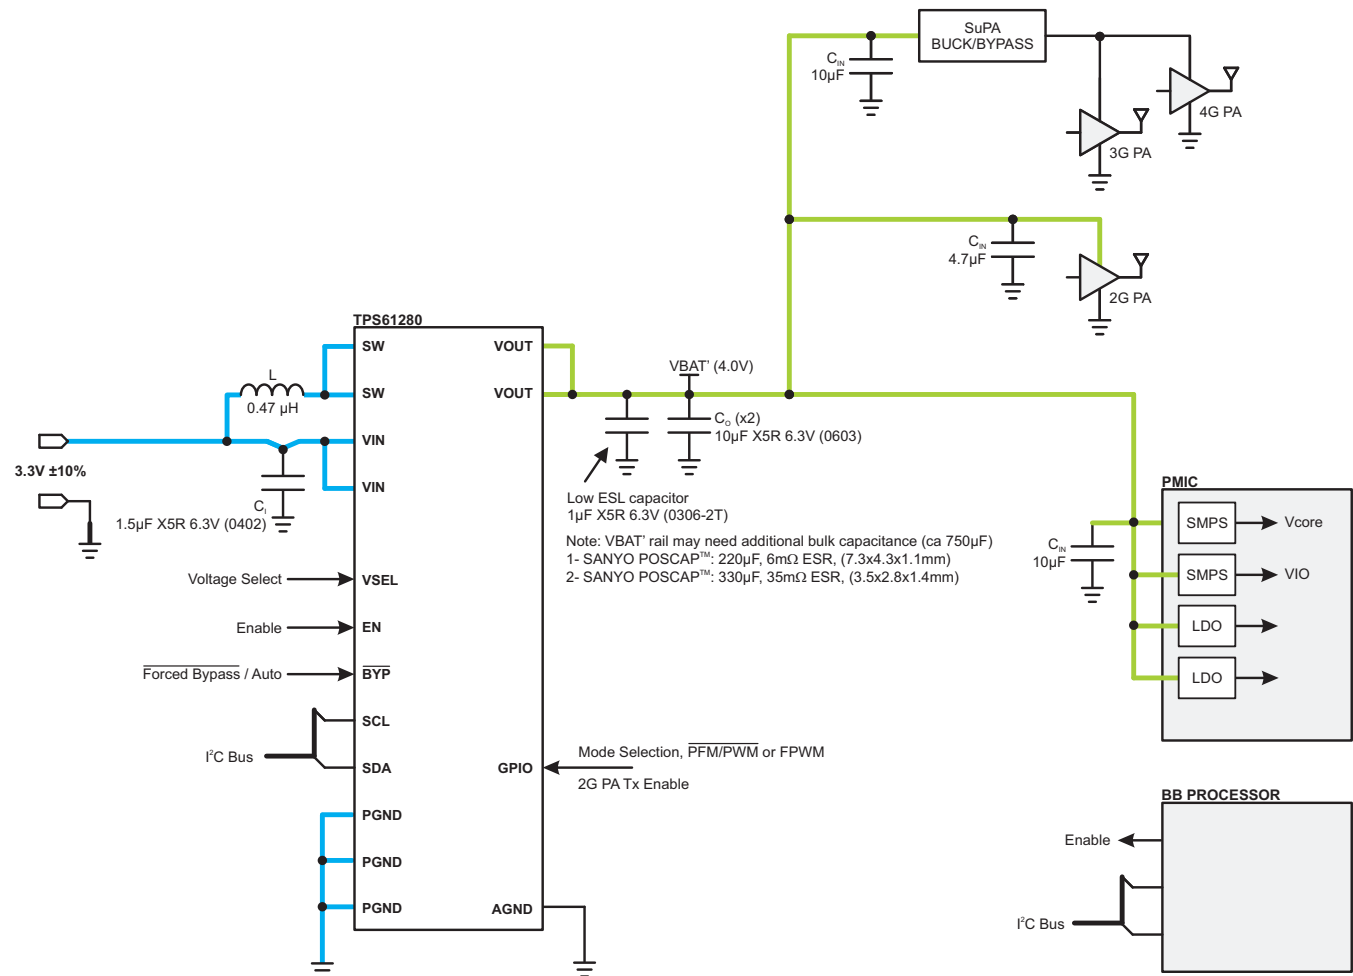 SuPA
BUCK/BYPASS
C_IN
10µF
4G PA
3G PA
C_IN
4.7µF
2G PA
TPS61280
SW
VOUT
VBAT' (4.0V)
L
SW
VOUT
0.47 µH
C_O (x2)
10µF X5R 6.3V (0603)
VIN
3.3V ±10%
VIN
C_I
1.5µF X5R 6.3V (0402)
Low ESL capacitor
1µF X5R 6.3V (0306-2T)
Note: VBAT' rail may need additional bulk capacitance (ca 750µF)
1- SANYO POSCAP™: 220µF, 6mΩ ESR, (7.3x4.3x1.1mm)
2- SANYO POSCAP™: 330µF, 35mΩ ESR, (3.5x2.8x1.4mm)
PMIC
SMPS
Vcore
C_IN
10µF
SMPS
VIO
LDO
LDO
Voltage Select
VSEL
Enable
EN
Forced Bypass / Auto
BYP
SCL
I²C Bus
SDA
GPIO
Mode Selection, PFM/PWM or FPWM
2G PA Tx Enable
PGND
PGND
PGND
AGND
BB PROCESSOR
Enable
I²C Bus